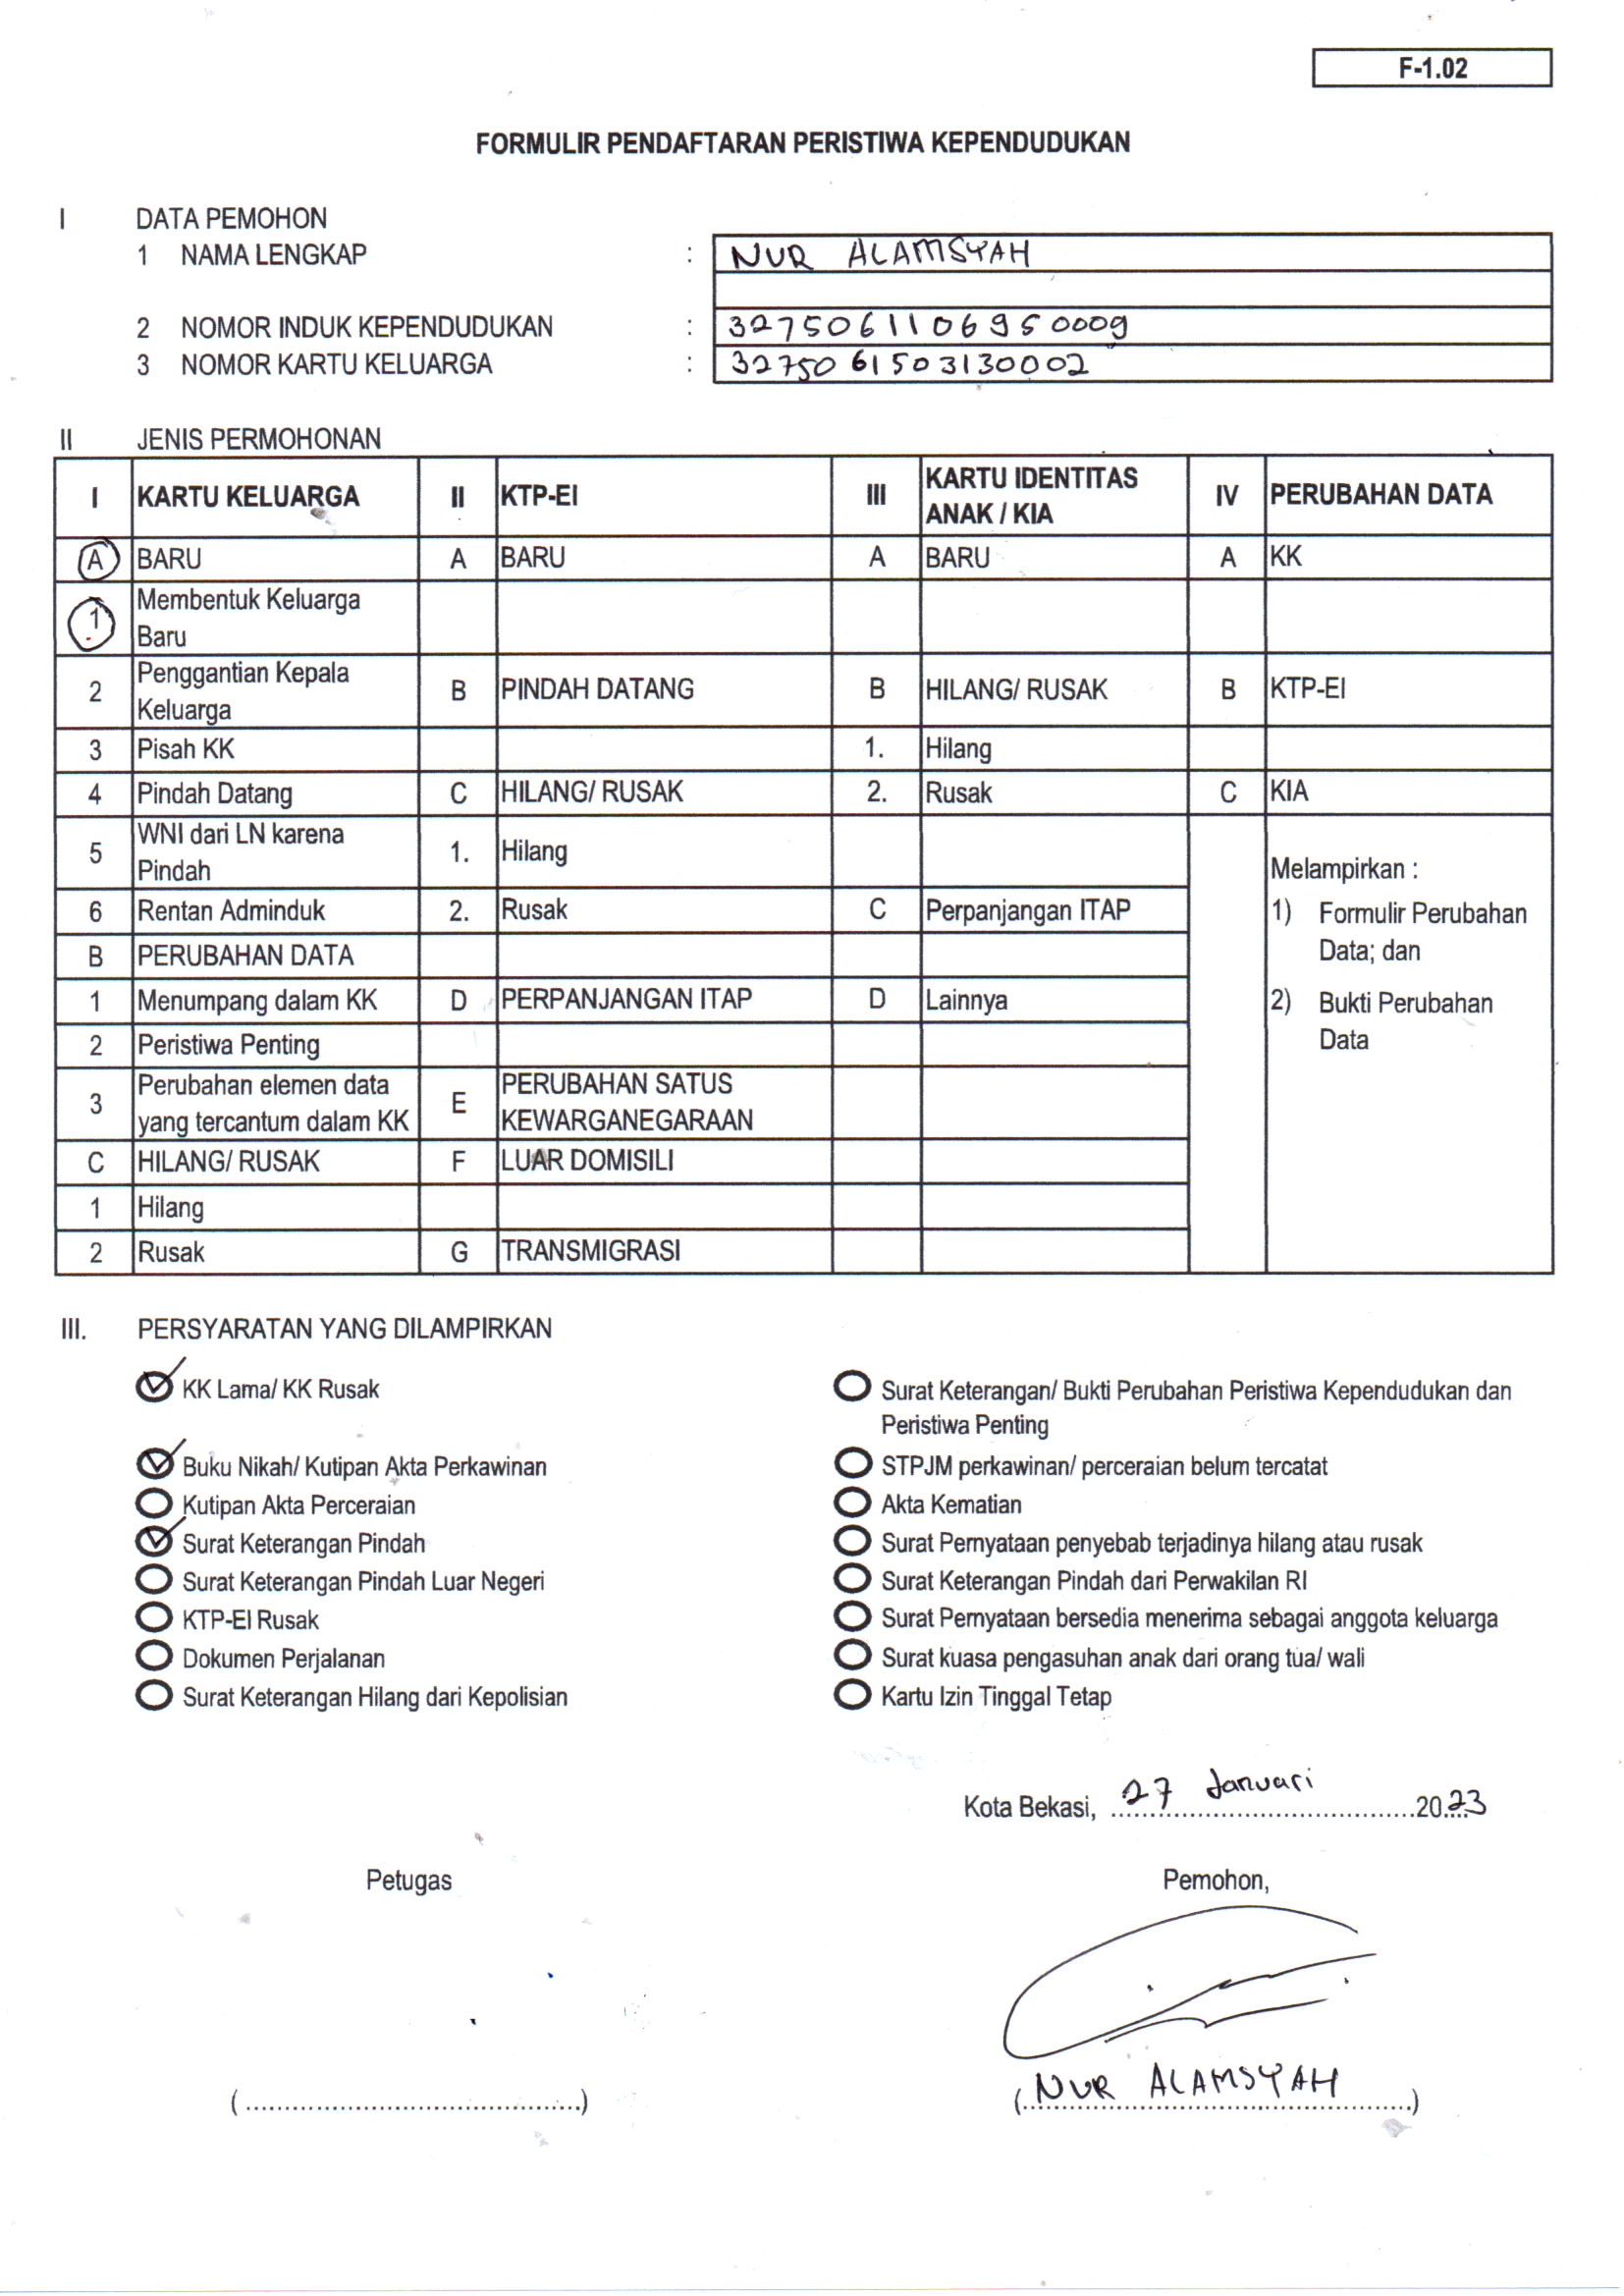 F-1.02
FORMULIR PENDAFTARAN PERISTIWA KEPENDUDUKAN
I DATA PEMOHON
1 NAMA LENGKAP : NUR ALAMSYAH
2 NOMOR INDUK KEPENDUDUKAN : 3275061106950009
3 NOMOR KARTU KELUARGA : 3275061503130002
II JENIS PERMOHONAN
I KARTU KELUARGA II KTP-El III KARTU IDENTITAS ANAK / KIA IV PERUBAHAN DATA
A BARU A BARU A BARU A KK
1 Membentuk Keluarga Baru
2 Penggantian Kepala Keluarga B PINDAH DATANG B HILANG/ RUSAK B KTP-El
3 Pisah KK 1. Hilang
4 Pindah Datang C HILANG/ RUSAK 2. Rusak C KIA
5 WNI dari LN karena Pindah 1. Hilang
Melampirkan :
6 Rentan Adminduk 2. Rusak C Perpanjangan ITAP 1) Formulir Perubahan Data; dan
B PERUBAHAN DATA
1 Menumpang dalam KK D PERPANJANGAN ITAP D Lainnya 2) Bukti Perubahan Data
2 Peristiwa Penting
3 Perubahan elemen data yang tercantum dalam KK E PERUBAHAN SATUS KEWARGANEGARAAN
C HILANG/ RUSAK F LUAR DOMISILI
1 Hilang
2 Rusak G TRANSMIGRASI
III. PERSYARATAN YANG DILAMPIRKAN
KK Lama/ KK Rusak
Buku Nikah/ Kutipan Akta Perkawinan
Kutipan Akta Perceraian
Surat Keterangan Pindah
Surat Keterangan Pindah Luar Negeri
KTP-El Rusak
Dokumen Perjalanan
Surat Keterangan Hilang dari Kepolisian
Surat Keterangan/ Bukti Perubahan Peristiwa Kependudukan dan
Peristiwa Penting
STPJM perkawinan/ perceraian belum tercatat
Akta Kematian
Surat Pernyataan penyebab terjadinya hilang atau rusak
Surat Keterangan Pindah dari Perwakilan RI
Surat Pernyataan bersedia menerima sebagai anggota keluarga
Surat kuasa pengasuhan anak dari orang tua/ wali
Kartu Izin Tinggal Tetap
Kota Bekasi, 27 Januari 2023
Petugas Pemohon,
(........................................) (NUR ALAMSYAH)